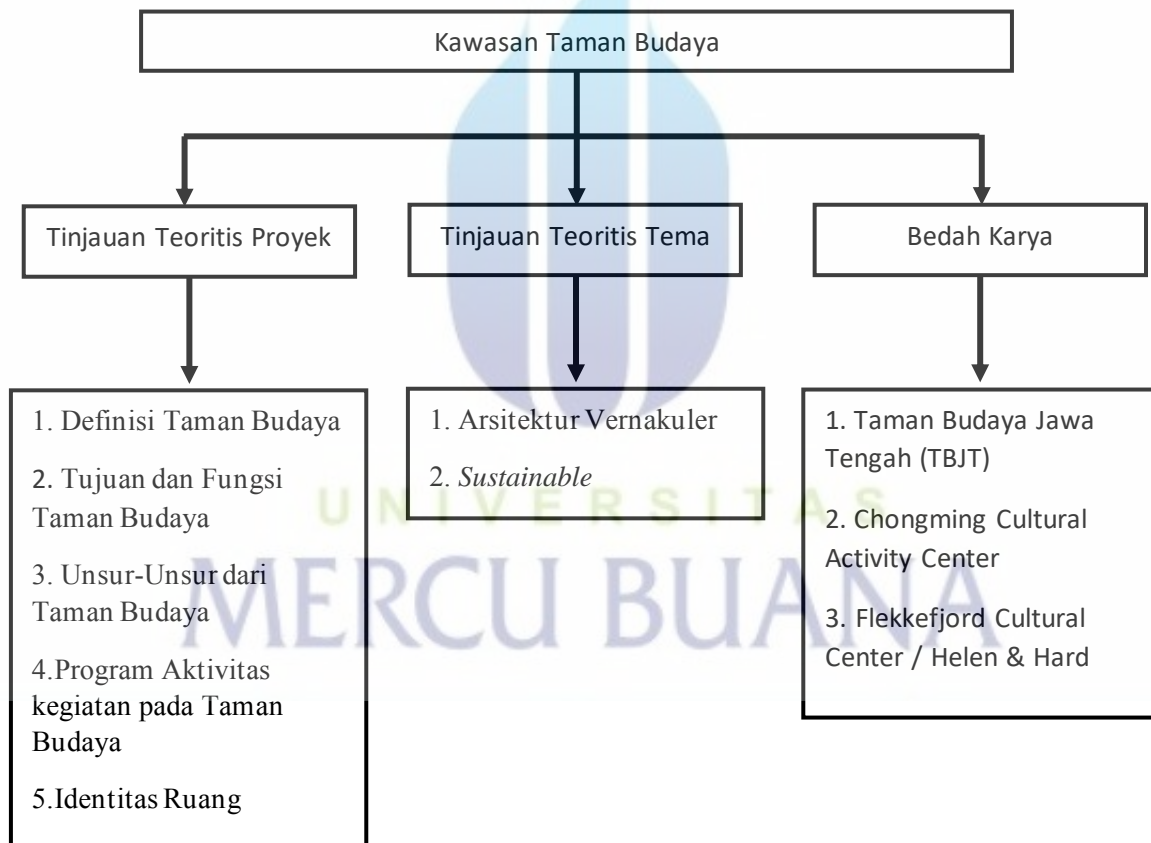 Kawasan Taman Budaya
Tinjauan Teoritis Proyek
Tinjauan Teoritis Tema
Bedah Karya
1. Definisi Taman Budaya
2. Tujuan dan Fungsi
Taman Budaya
3. Unsur-Unsur dari
Taman Budaya
4.Program Aktivitas
kegiatan pada Taman
Budaya
5.Identitas Ruang
1. Arsitektur Vernakuler
2. Sustainable
1. Taman Budaya Jawa
Tengah (TBJT)
2. Chongming Cultural
Activity Center
3. Flekkefjord Cultural
Center / Helen & Hard
UNIVERSITAS
MERCU BUANA